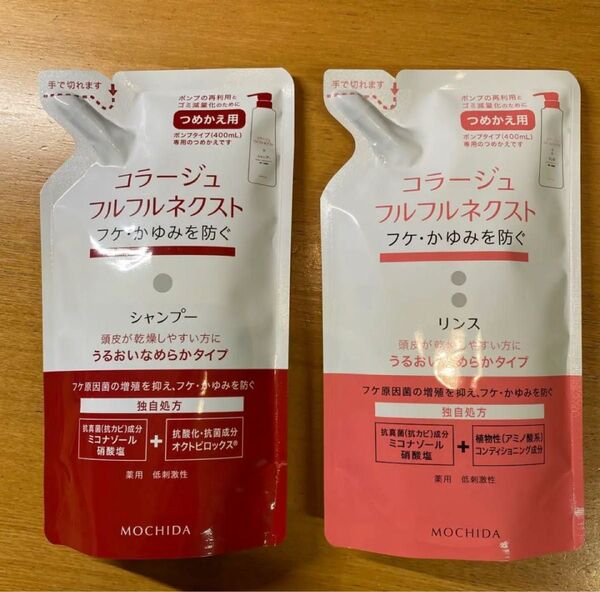 手で切れます
ポンプの再利用と
ゴミ減量化のために
つめかえ用
ポンプタイプ(400mL)
専用のつめかえです
コラージュ
フルフルネクスト
フケ・かゆみを防ぐ
シャンプー
頭皮が乾燥しやすい方に
うるおいなめらかタイプ
フケ原因菌の増殖を抑え、フケ・かゆみを防ぐ
独自処方
抗真菌(抗カビ)成分
ミコナゾール
硝酸塩
+
抗酸化・抗菌成分
オクトピロックス®
薬用 低刺激性
MOCHIDA
手で切れます
ポンプの再利用と
ゴミ減量化のために
つめかえ用
ポンプタイプ(400mL)
専用のつめかえです
コラージュ
フルフルネクスト
フケ・かゆみを防ぐ
リンス
頭皮が乾燥しやすい方に
うるおいなめらかタイプ
フケ原因菌の増殖を抑え、フケ・かゆみを防ぐ
独自処方
抗真菌(抗カビ)成分
ミコナゾール
硝酸塩
+
植物性(アミノ酸系)
コンディショニング成分
薬用 低刺激性
MOCHIDA